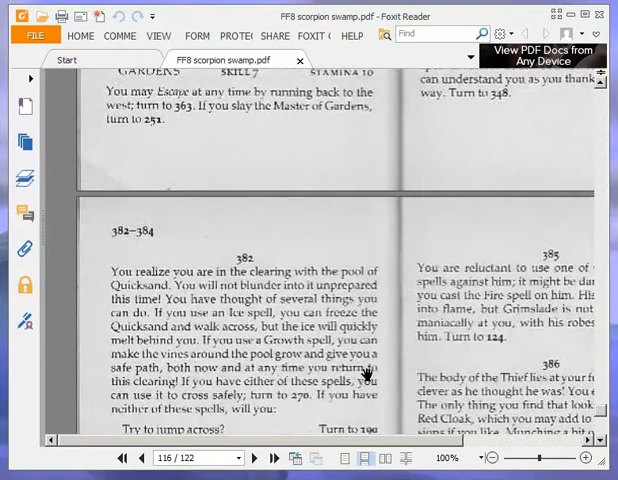 FF8 scorpion swamp.pdf - Foxit Reader
FILE HOME COMME VIEW FORM PROTE SHARE FOXIT C HELP Find
Start FF8 scorpion swamp.pdf
View PDF Docs from
Any Device
GARDENS SKILL 7 STAMINA 10
You may Escape at any time by running back to the
west; turn to 363. If you slay the Master of Gardens,
turn to 251.
can understand you as you thank
way. Turn to 348.
382–384
382
You realize you are in the clearing with the pool of
Quicksand. You will not blunder into it unprepared
this time! You have thought of several things you
can do. If you use an Ice spell, you can freeze the
Quicksand and walk across, but the ice will quickly
melt behind you. If you use a Growth spell, you can
make the vines around the pool grow and give you a
safe path, both now and at any time you return to
this clearing! If you have either of these spells, you
can use it to cross safely; turn to 270. If you have
neither of these spells, will you:
Try to jump across? Turn to 190
385
You are reluctant to use one of
spells against him; it might be
you cast the Fire spell on him. His
into flame, but Grimslade is not
maniacally at you, with his robes
him. Turn to 124.
386
The body of the Thief lies at your
clever as he thought he was! You
The only thing you find that look
Red Cloak, which you may add to
signs if you like. Munching a bit
116 / 122 100%